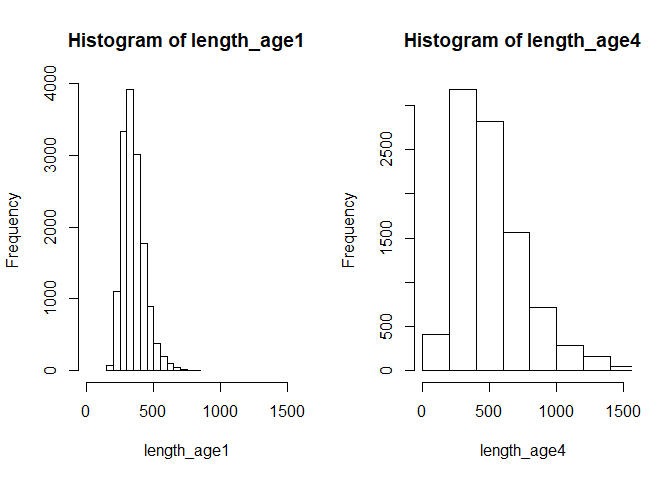 Histogram of length_age1
Frequency
4000
3000
2000
1000
0
0 500 1000 1500
length_age1
Histogram of length_age4
Frequency
2500
1500
500
0 500 1000 1500
length_age4